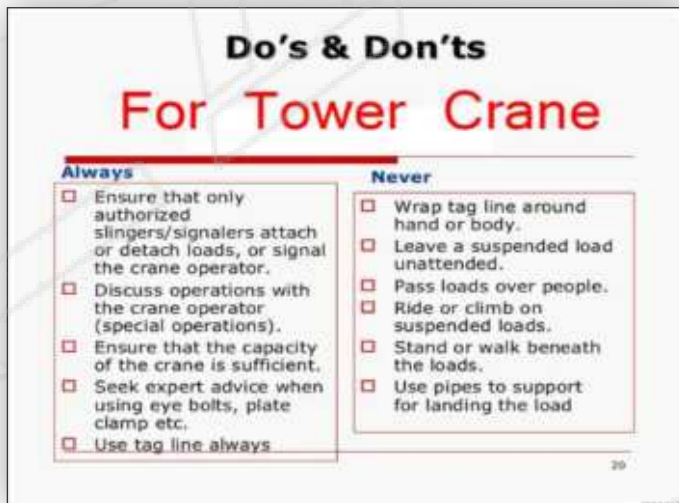 Do's & Don'ts
For Tower Crane
Always
Ensure that only
authorized
slingers/signalers attach
or detach loads, or signal
the crane operator.
Discuss operations with
the crane operator
(special operations).
Ensure that the capacity
of the crane is sufficient.
Seek expert advice when
using eye bolts, plate
clamp etc.
Use tag line always
Never
Wrap tag line around
hand or body.
Leave a suspended load
unattended.
Pass loads over people.
Ride or climb on
suspended loads.
Stand or walk beneath
the loads.
Use pipes to support
for landing the load
20